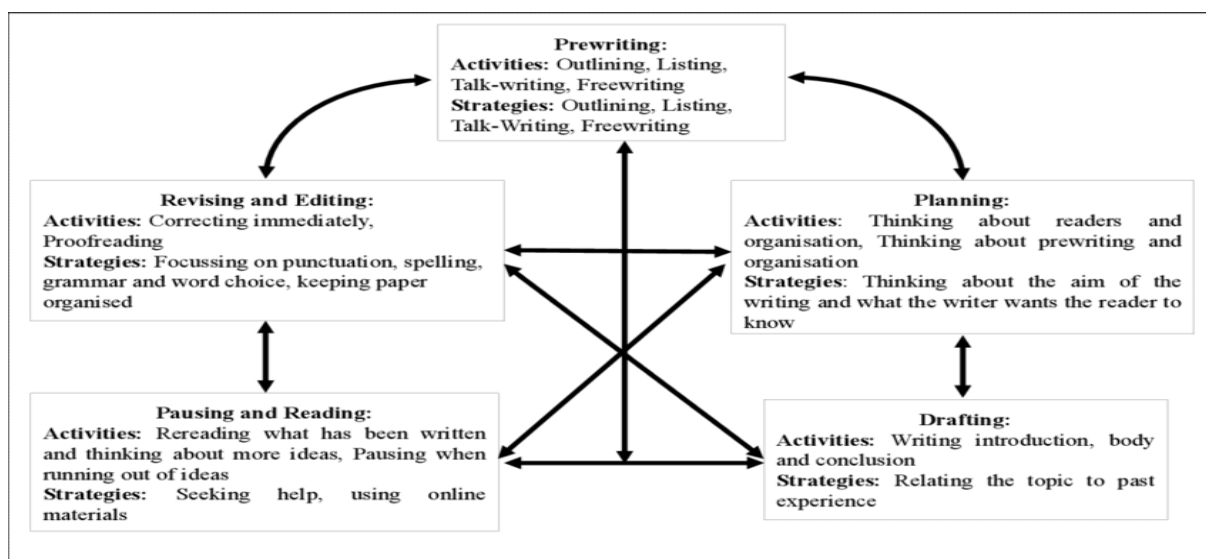 Prewriting:
Activities: Outlining, Listing,
Talk-writing, Freewriting
Strategies: Outlining, Listing,
Talk-Writing, Freewriting
Revising and Editing:
Activities: Correcting immediately,
Proofreading
Strategies: Focussing on punctuation, spelling,
grammar and word choice, keeping paper
organised
Planning:
Activities: Thinking about readers and
organisation, Thinking about prewriting and
organisation
Strategies: Thinking about the aim of the
writing and what the writer wants the reader to
know
Pausing and Reading:
Activities: Rereading what has been written
and thinking about more ideas, Pausing when
running out of ideas
Strategies: Seeking help, using online
materials
Drafting:
Activities: Writing introduction, body
and conclusion
Strategies: Relating the topic to past
experience